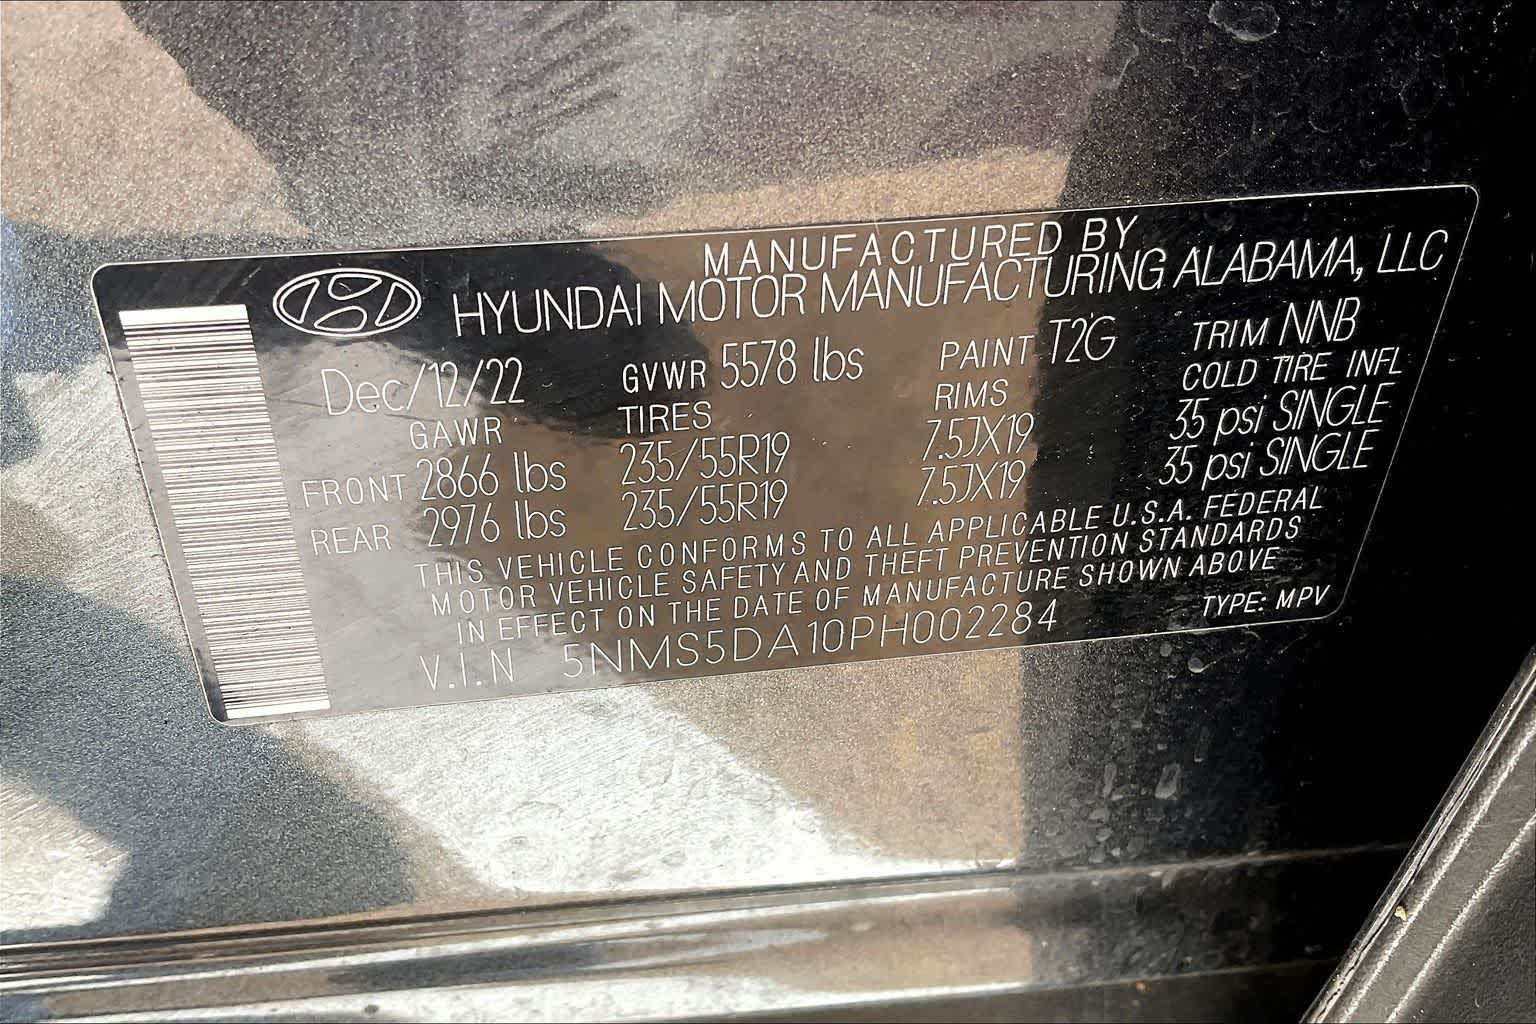 MANUFACTURED BY
HYUNDAI MOTOR MANUFACTURING ALABAMA, LLC
Dec/12/22 GVWR 5578 lbs PAINT T2G TRIM NNB
GAWR TIRES RIMS COLD TIRE INFL
FRONT 2866 lbs 235/55R19 7.5JX19 35 psi SINGLE
REAR 2976 lbs 235/55R19 7.5JX19 35 psi SINGLE
THIS VEHICLE CONFORMS TO ALL APPLICABLE U.S.A. FEDERAL
MOTOR VEHICLE SAFETY AND THEFT PREVENTION STANDARDS
IN EFFECT ON THE DATE OF MANUFACTURE SHOWN ABOVE
V.I.N 5NMS5DA10PH002284 TYPE: MPV